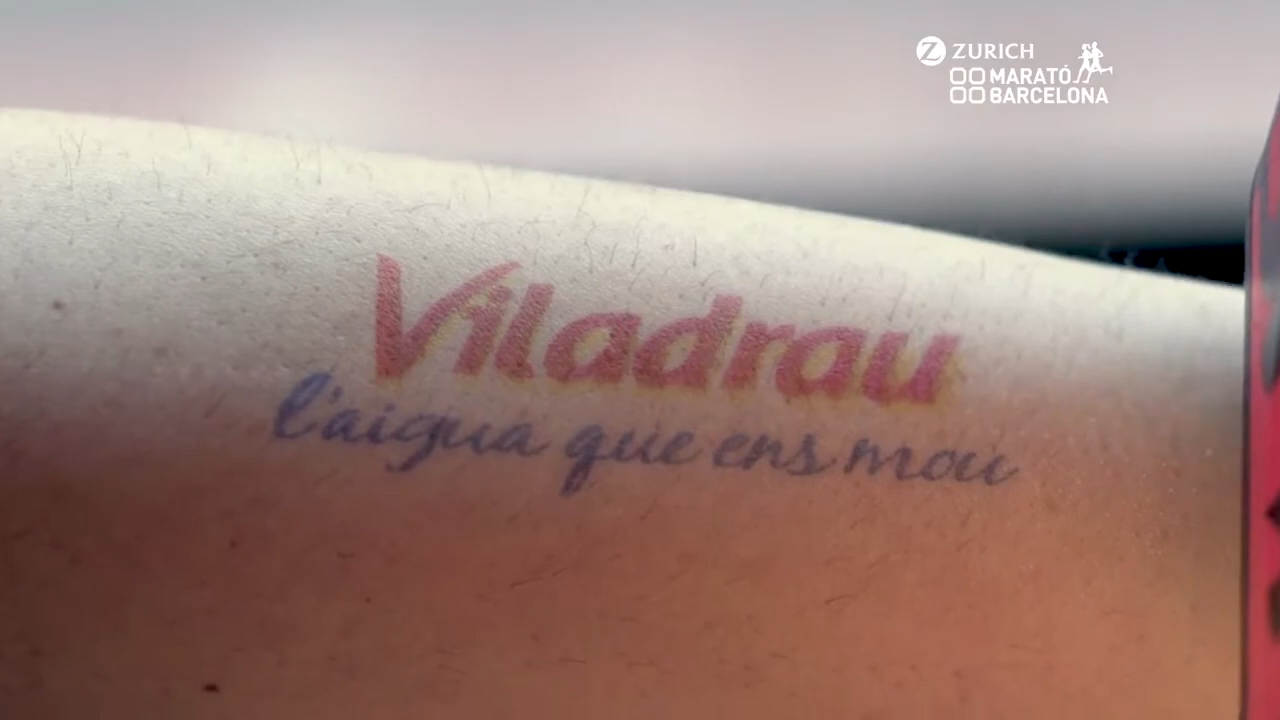 ZURICH
MARATÓ
BARCELONA
Viladrau
l'aigua que ens mou